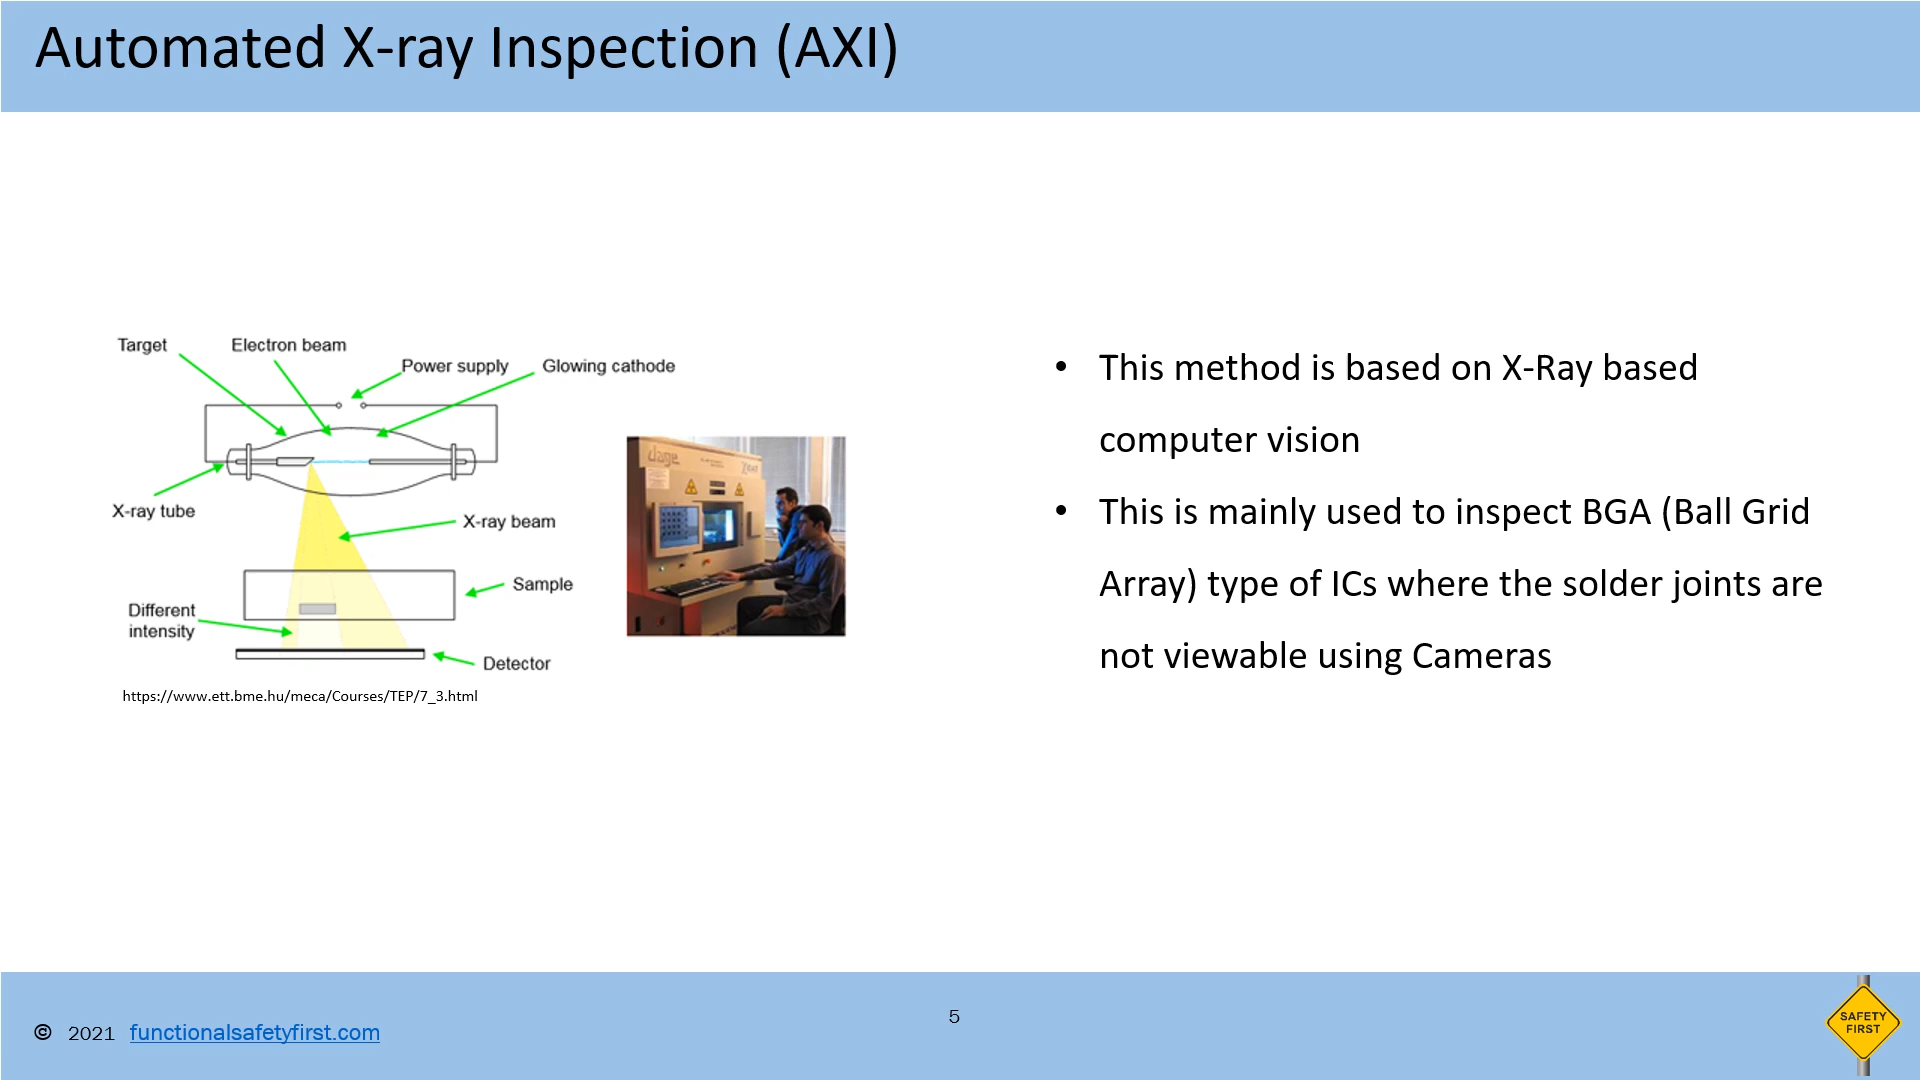 Automated X-ray Inspection (AXI)
Target
Electron beam
Power supply
Glowing cathode
X-ray tube
X-ray beam
Sample
Different
intensity
Detector
https://www.ett.bme.hu/meca/Courses/TEP/7_3.html
dage
• This method is based on X-Ray based
computer vision
• This is mainly used to inspect BGA (Ball Grid
Array) type of ICs where the solder joints are
not viewable using Cameras
© 2021 functionalsafetyfirst.com
5
SAFETY
FIRST